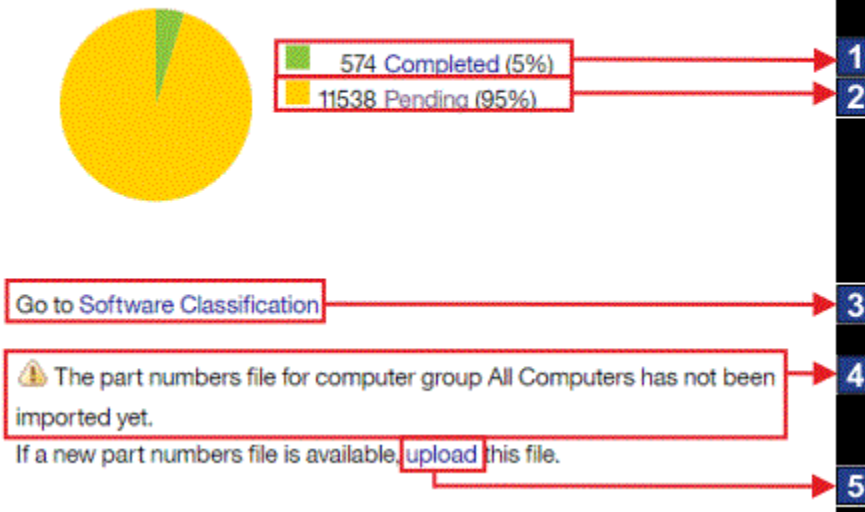 574 Completed (5%)
1
11538 Pending (95%)
2
Go to Software Classification
3
The part numbers file for computer group All Computers has not been
4
imported yet.
If a new part numbers file is available, upload this file.
5